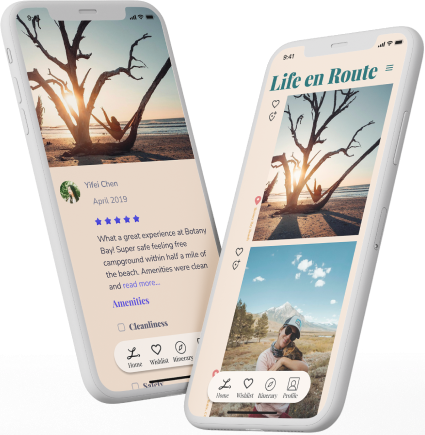 9:41
Yifei Chen
April 2019
What a great experience at Botany
Bay! Super safe feeling free
campground within half a mile of
the beach. Amenities were clean
and read more...
Amenities
Cleanliness
Home Wishlist Itinerary
Safety
9:41
Life en Route
Home Wishlist Itinerary Profile